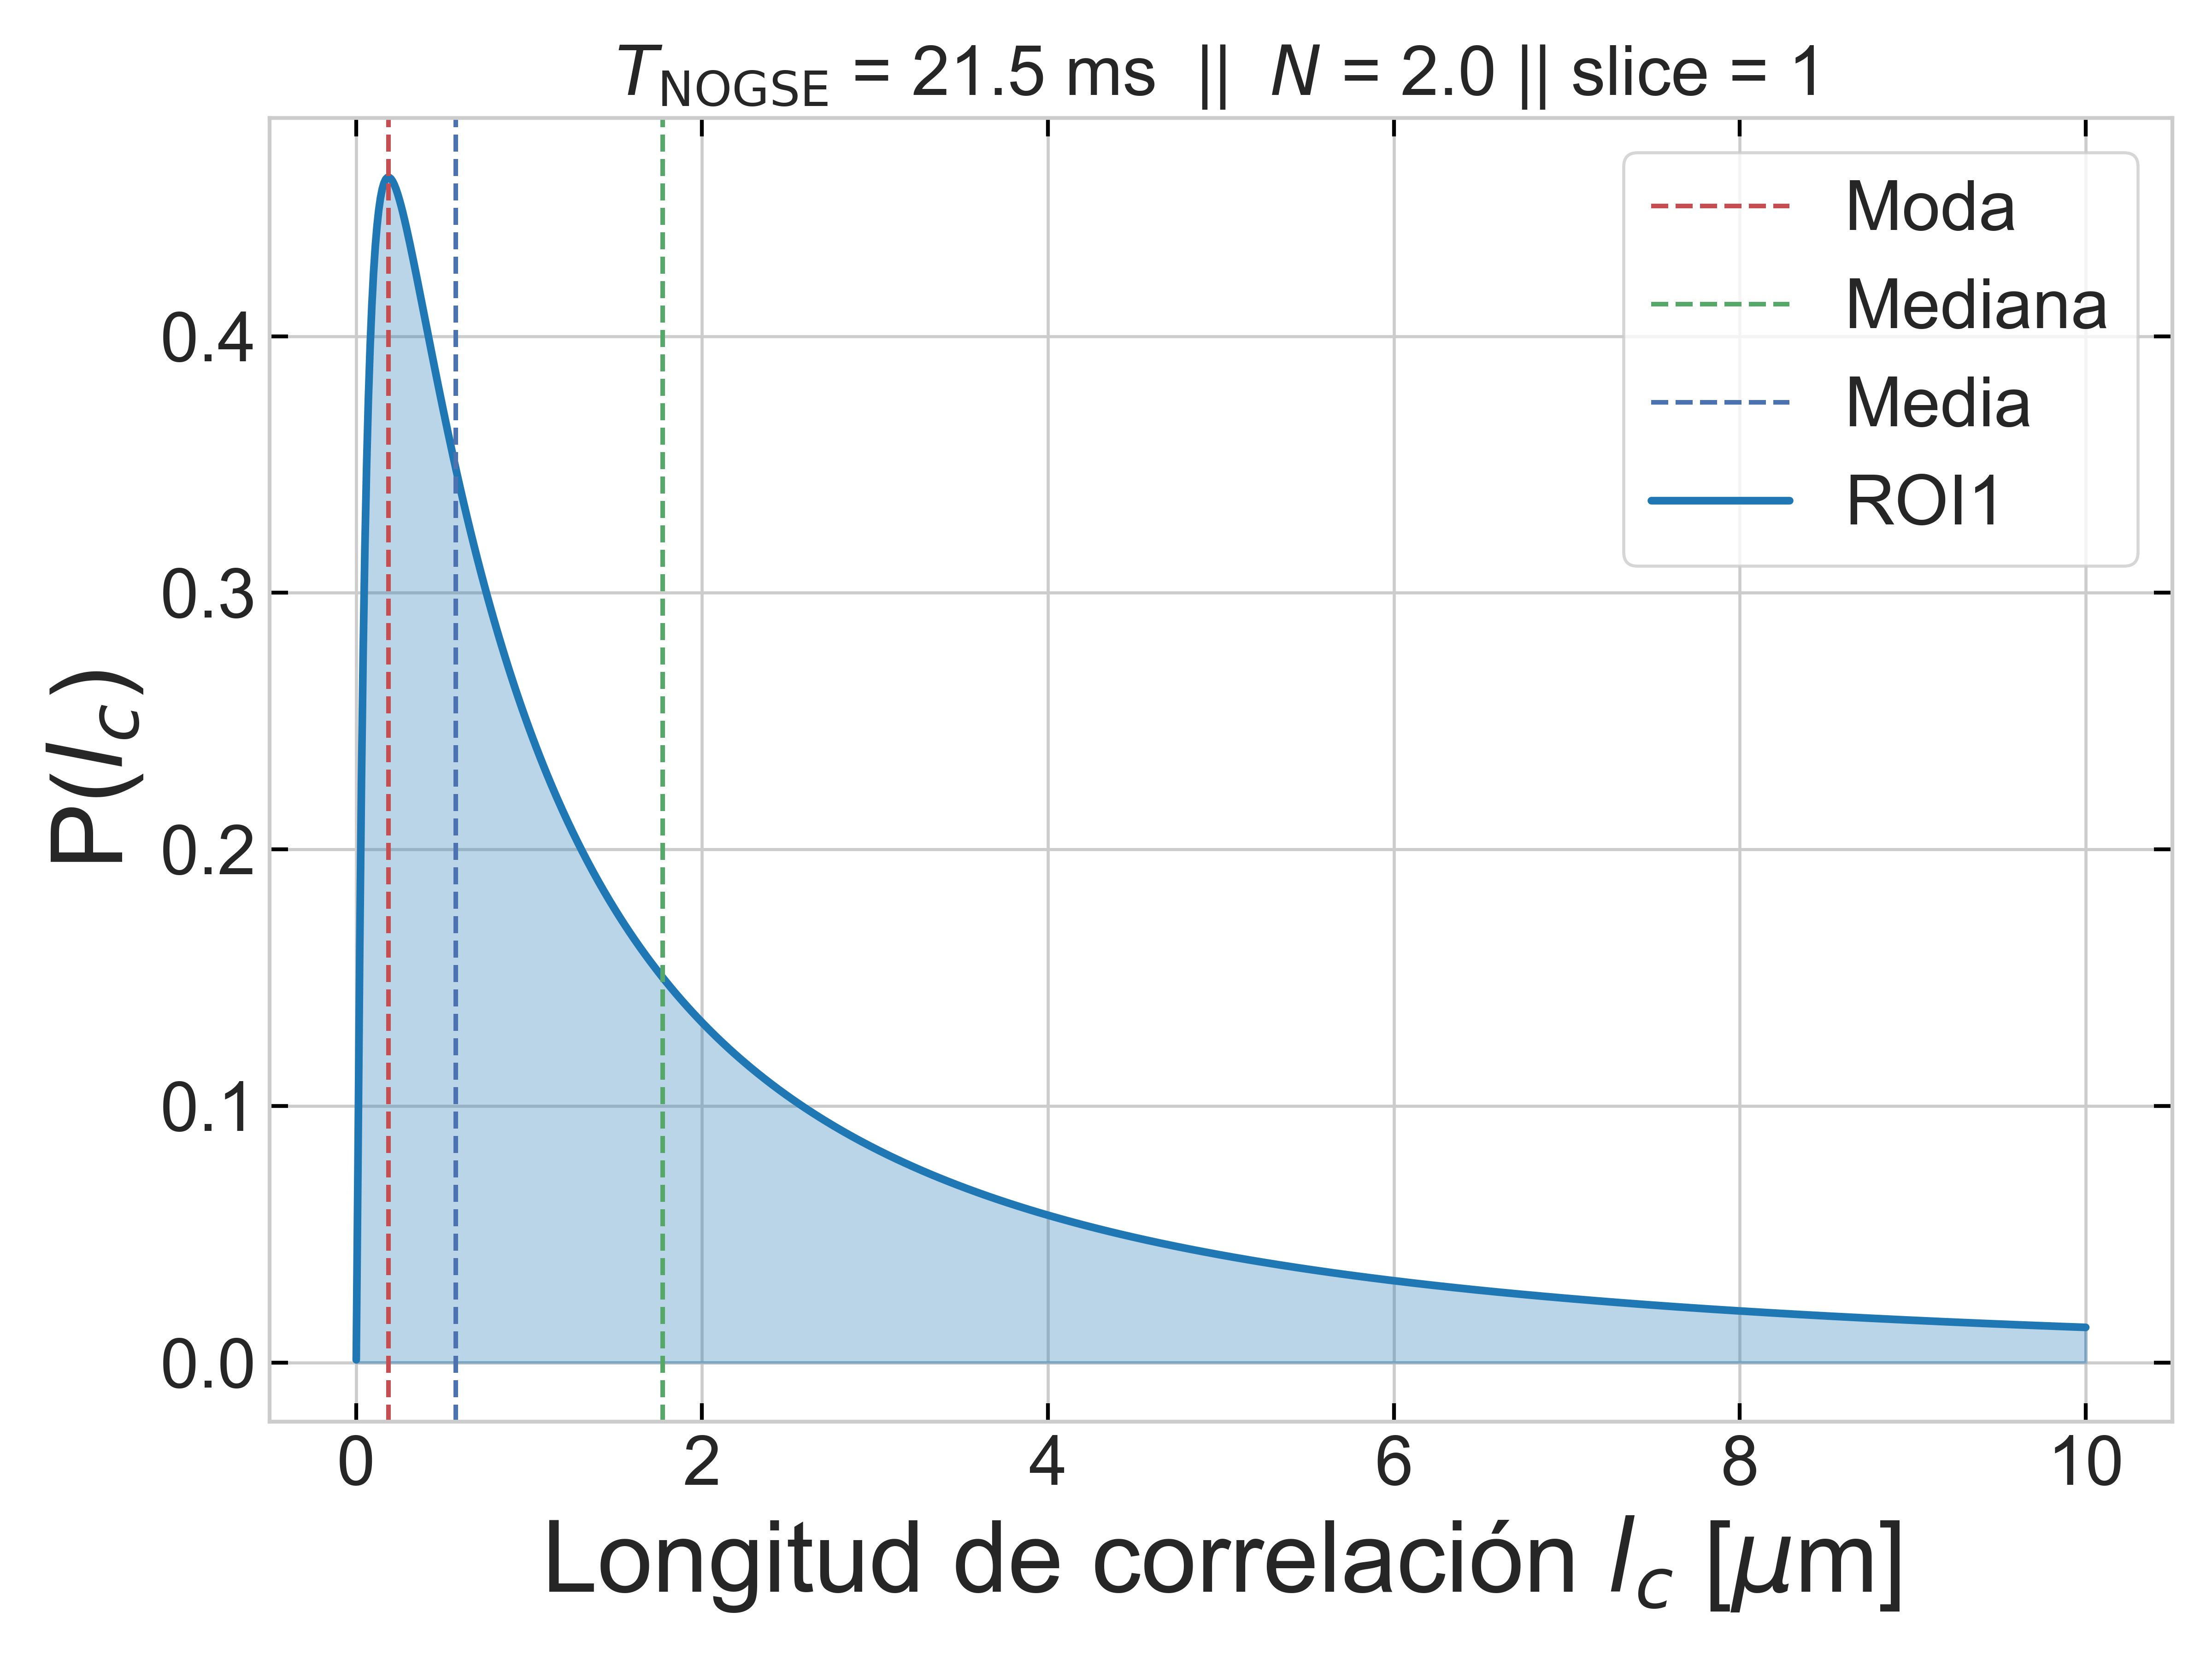 T_NOGSE = 21.5 ms || N = 2.0 || slice = 1
Moda
Mediana
Media
ROI1
P(l_c)
0.4
0.3
0.2
0.1
0.0
0 2 4 6 8 10
Longitud de correlación l_c [μm]